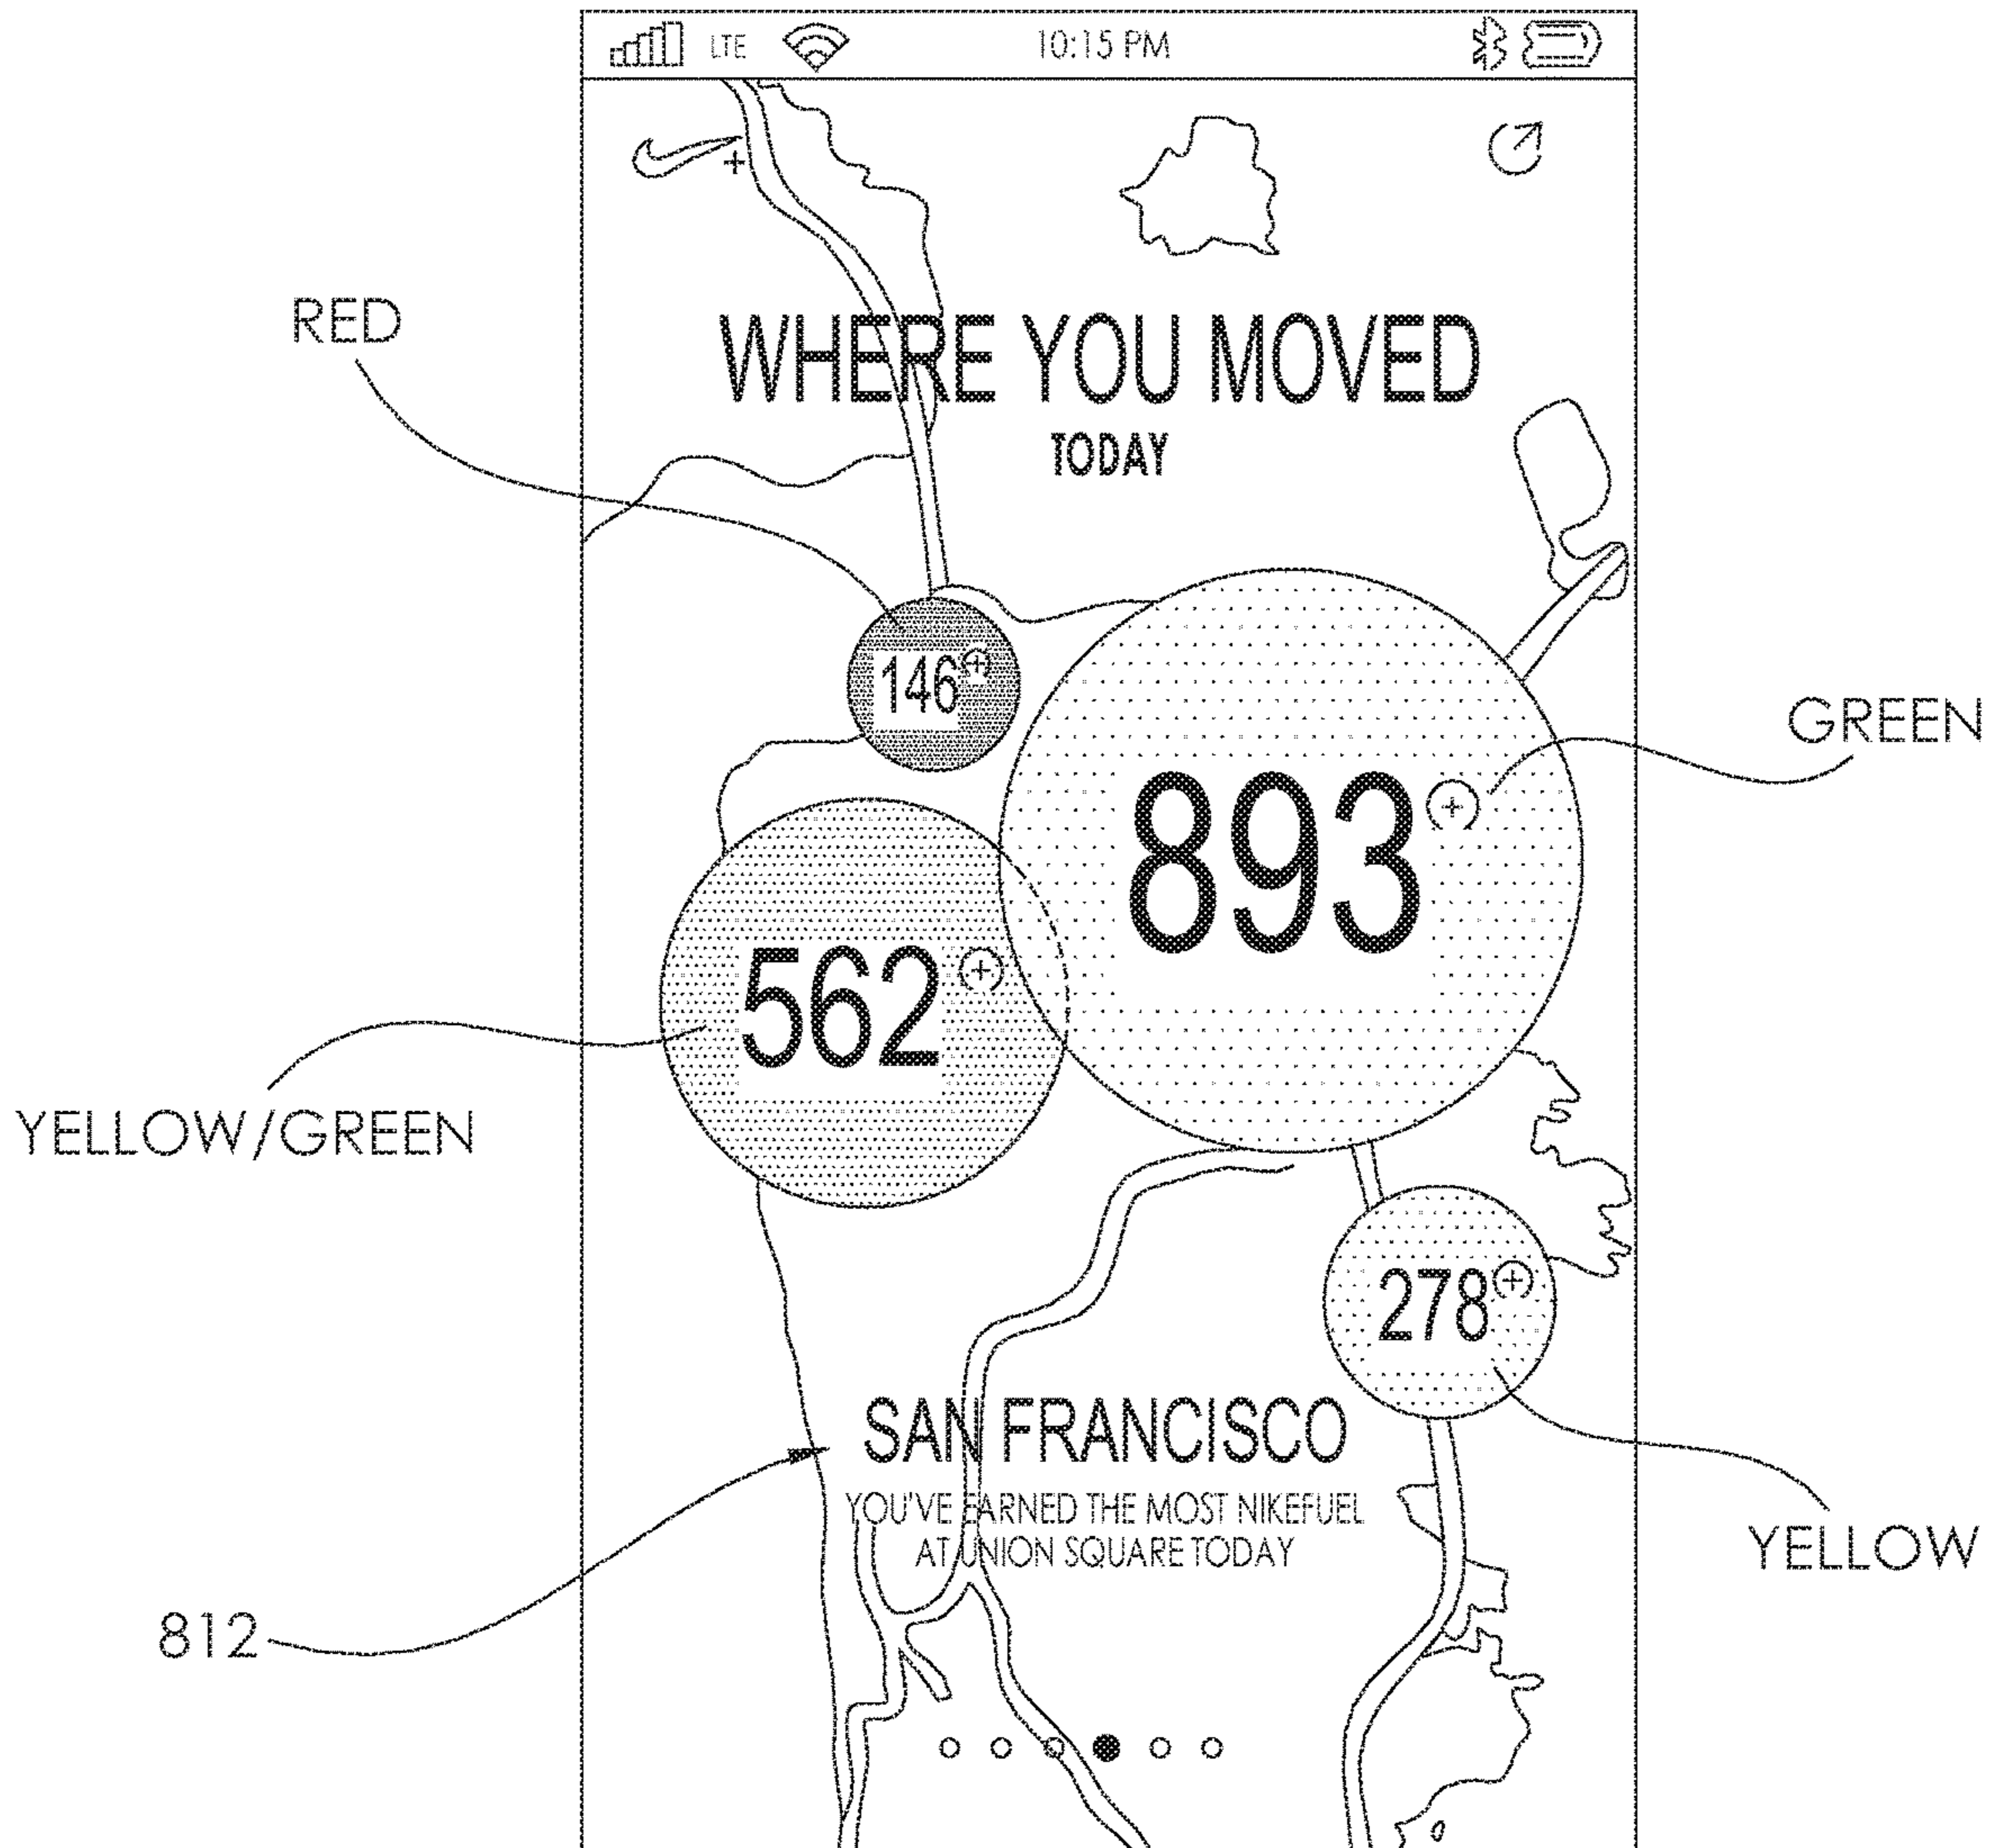 LTE 10:15 PM
RED
WHERE YOU MOVED
TODAY
146
GREEN
893
562
YELLOW/GREEN
278
SAN FRANCISCO
YOU'VE EARNED THE MOST NIKEFUEL
AT UNION SQUARE TODAY
YELLOW
812